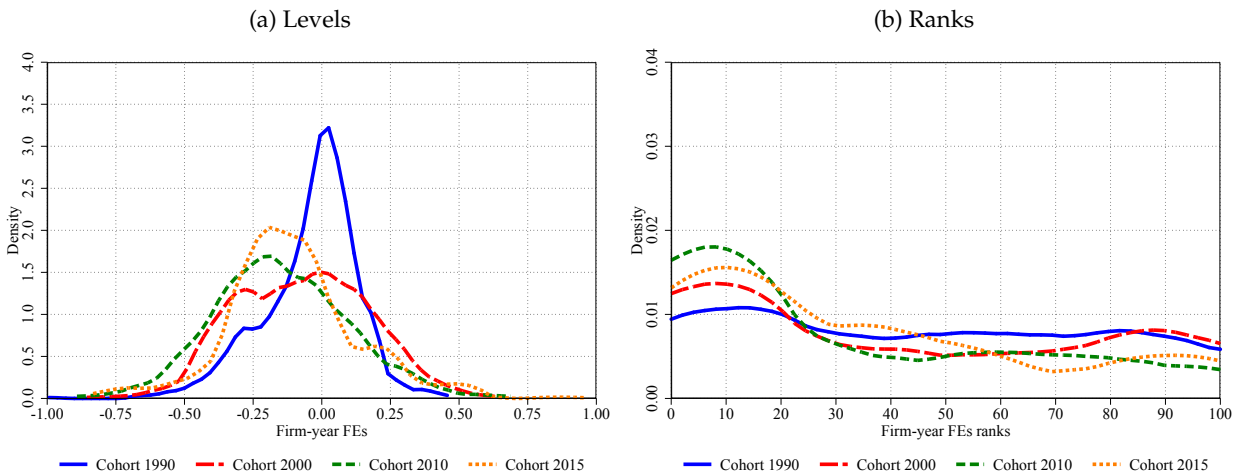 (a) Levels
4.0
3.5
3.0
2.5
2.0
1.5
1.0
0.5
0.0
Density
-1.00 -0.75 -0.50 -0.25 0.00 0.25 0.50 0.75 1.00
Firm-year FEs
Cohort 1990 Cohort 2000 Cohort 2010 Cohort 2015
(b) Ranks
0.04
0.03
0.02
0.01
0.00
Density
0 10 20 30 40 50 60 70 80 90 100
Firm-year FEs ranks
Cohort 1990 Cohort 2000 Cohort 2010 Cohort 2015